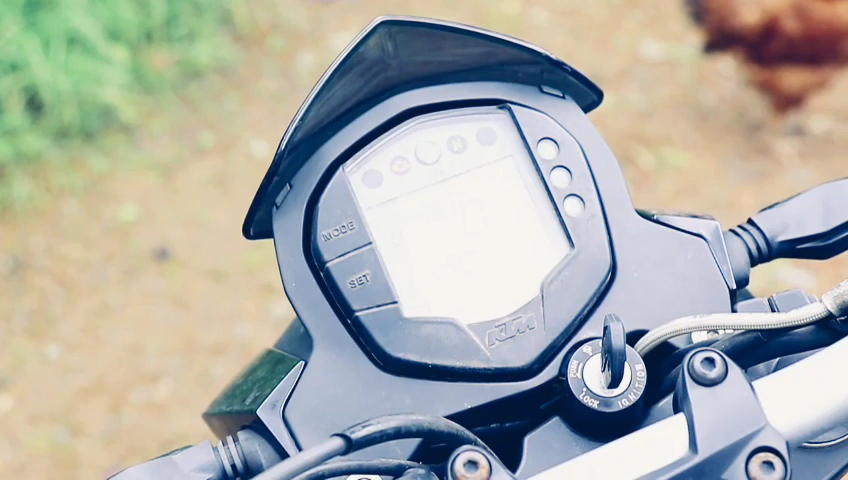 MODE
SET
KTM
LOCK
IGNITION